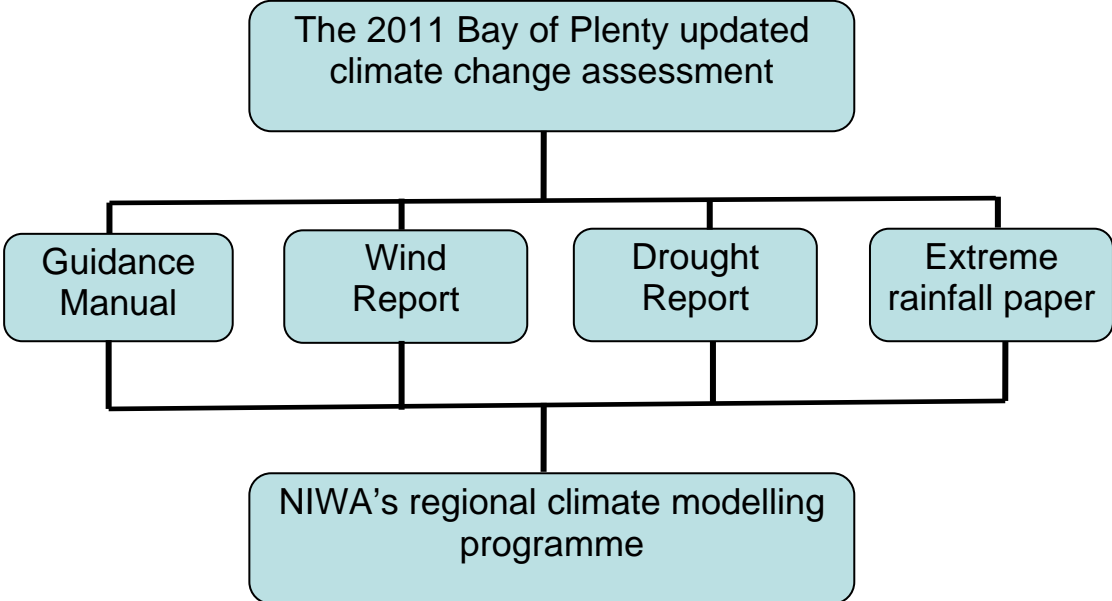 The 2011 Bay of Plenty updated
climate change assessment
Guidance
Manual
Wind
Report
Drought
Report
Extreme
rainfall paper
NIWA's regional climate modelling
programme